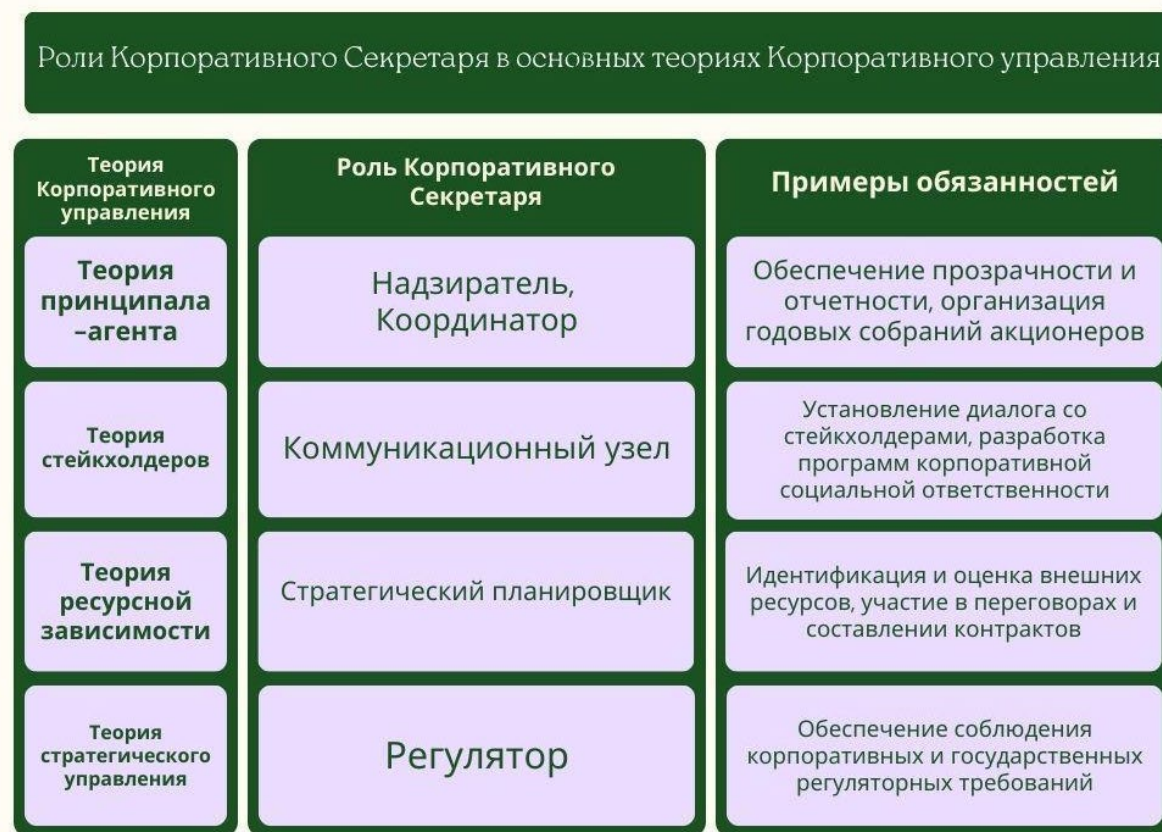 Роли Корпоративного Секретаря в основных теориях Корпоративного управления
Теория
Корпоративного
управления
Роль Корпоративного
Секретаря
Примеры обязанностей
Теория
принципала
–агента
Надзиратель,
Координатор
Обеспечение прозрачности и
отчетности, организация
годовых собраний акционеров
Теория
стейкхолдеров
Коммуникационный узел
Установление диалога со
стейкхолдерами, разработка
программ корпоративной
социальной ответственности
Теория
ресурсной
зависимости
Стратегический планировщик
Идентификация и оценка внешних
ресурсов, участие в переговорах и
составлении контрактов
Теория
стратегического
управления
Регулятор
Обеспечение соблюдения
корпоративных и государственных
регуляторных требований